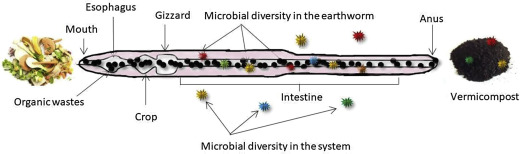 Esophagus
Gizzard
Microbial diversity in the earthworm
Mouth
Anus
Organic wastes
Crop
Intestine
Vermicompost
Microbial diversity in the system